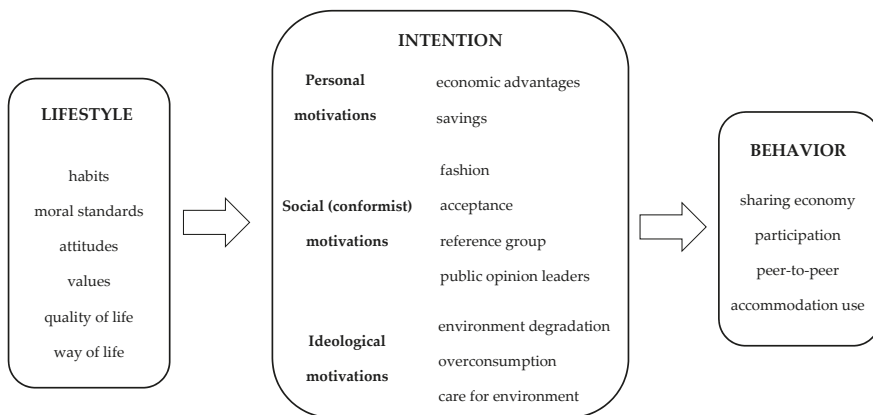 LIFESTYLE
habits
moral standards
attitudes
values
quality of life
way of life
INTENTION
Personal
motivations
economic advantages
savings
Social (conformist)
motivations
fashion
acceptance
reference group
public opinion leaders
Ideological
motivations
environment degradation
overconsumption
care for environment
BEHAVIOR
sharing economy
participation
peer-to-peer
accommodation use